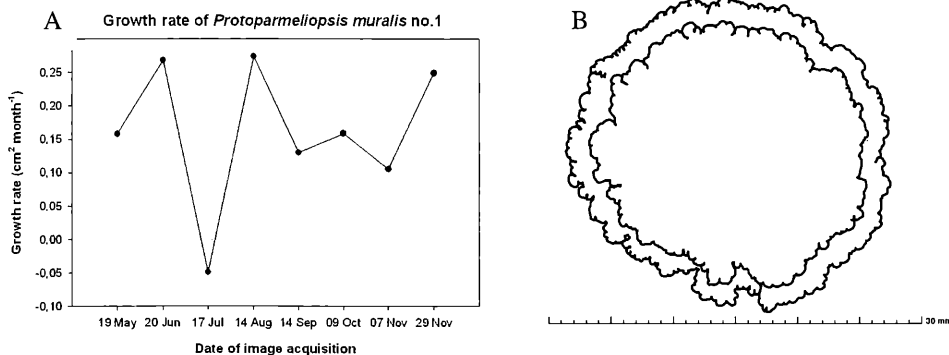 A
Growth rate of Protoparmeliopsis muralis no.1
B
0,25
0,20
0,15
0,10
0,05
0,00
-0,05
-0,10
Growth rate (cm² month⁻¹)
19 May 20 Jun 17 Jul 14 Aug 14 Sep 09 Oct 07 Nov 29 Nov
Date of image acquisition
30 mm